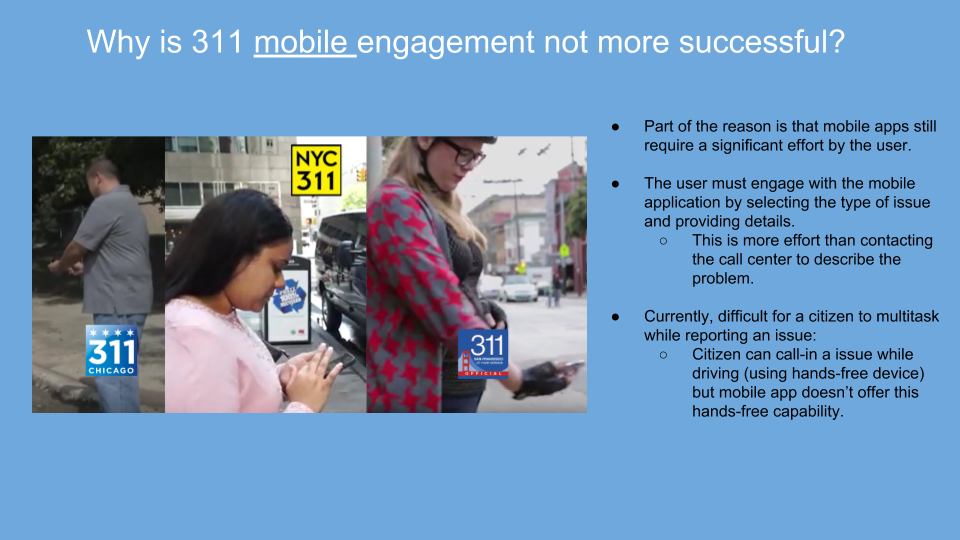 Why is 311 mobile engagement not more successful?
NYC
311
311
CHICAGO
311
SAN FRANCISCO
OFFICIAL
● Part of the reason is that mobile apps still
require a significant effort by the user.
● The user must engage with the mobile
application by selecting the type of issue
and providing details.
○ This is more effort than contacting
the call center to describe the
problem.
● Currently, difficult for a citizen to multitask
while reporting an issue:
○ Citizen can call-in a issue while
driving (using hands-free device)
but mobile app doesn’t offer this
hands-free capability.